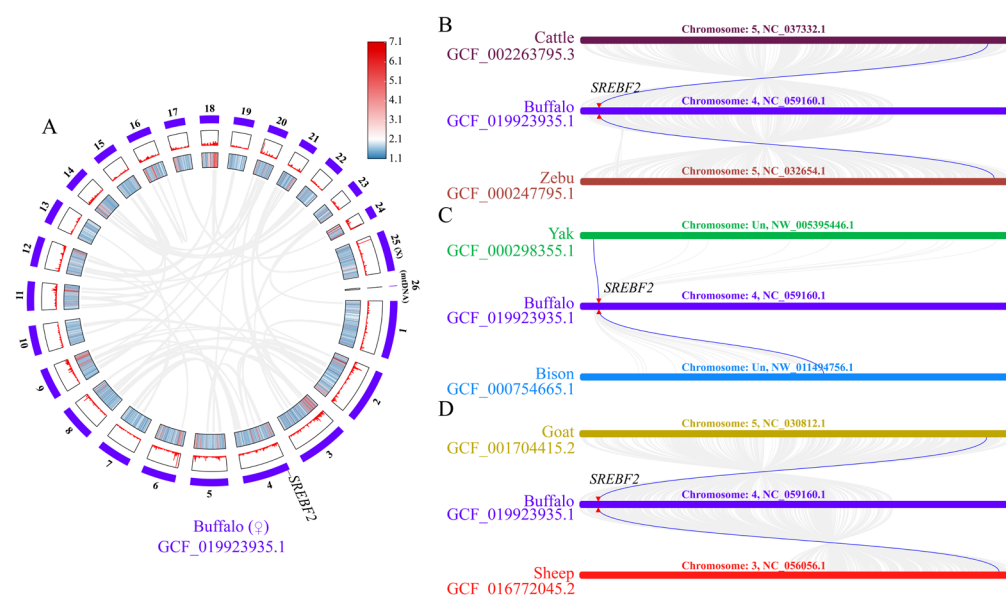 A
7.1
6.1
5.1
4.1
3.1
2.1
1.1
1
2
3
4
5
6
7
8
9
10
11
12
13
14
15
16
17
18
19
20
21
22
23
24
25 (X)
26
(mtDNA)
SREBF2
Buffalo (♀)
GCF_019923935.1
B
Cattle
GCF_002263795.3
Chromosome: 5, NC_037332.1
SREBF2
Buffalo
GCF_019923935.1
Chromosome: 4, NC_059160.1
Zebu
GCF_000247795.1
Chromosome: 5, NC_032654.1
C
Yak
GCF_000298355.1
Chromosome: Un, NW_005395446.1
SREBF2
Buffalo
GCF_019923935.1
Chromosome: 4, NC_059160.1
Bison
GCF_000754665.1
Chromosome: Un, NW_011494756.1
D
Goat
GCF_001704415.2
Chromosome: 5, NC_030812.1
SREBF2
Buffalo
GCF_019923935.1
Chromosome: 4, NC_059160.1
Sheep
GCF_016772045.2
Chromosome: 3, NC_056056.1